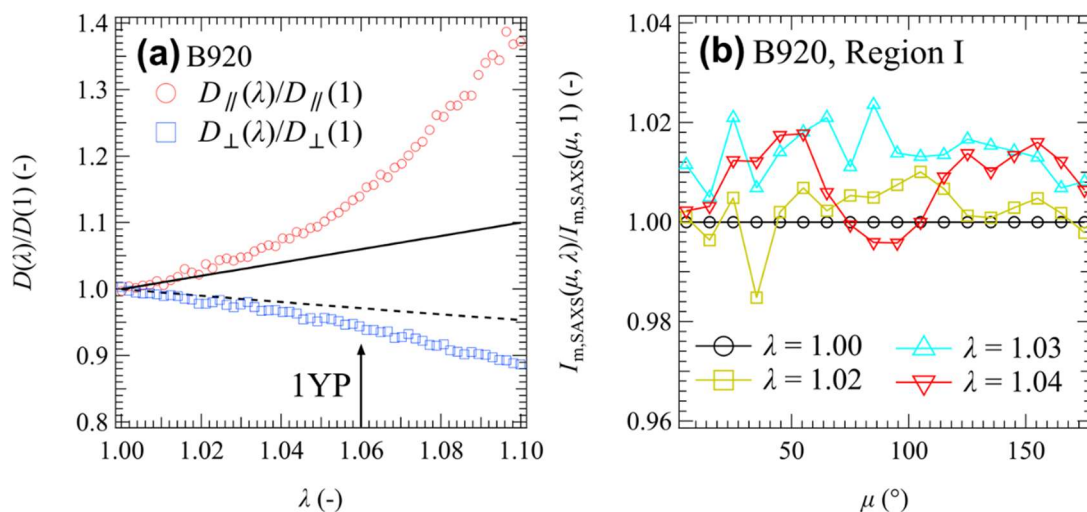 (a) B920
D∥(λ)/D∥(1)
D⊥(λ)/D⊥(1)
1YP
D(λ)/D(1) (-)
1.4
1.3
1.2
1.1
1.0
0.9
0.8
1.00 1.02 1.04 1.06 1.08 1.10
λ (-)
(b) B920, Region I
I_m,SAXS(μ, λ)/I_m,SAXS(μ, 1) (-)
1.04
1.02
1.00
0.98
0.96
λ = 1.00 λ = 1.03
λ = 1.02 λ = 1.04
50 100 150
μ (°)